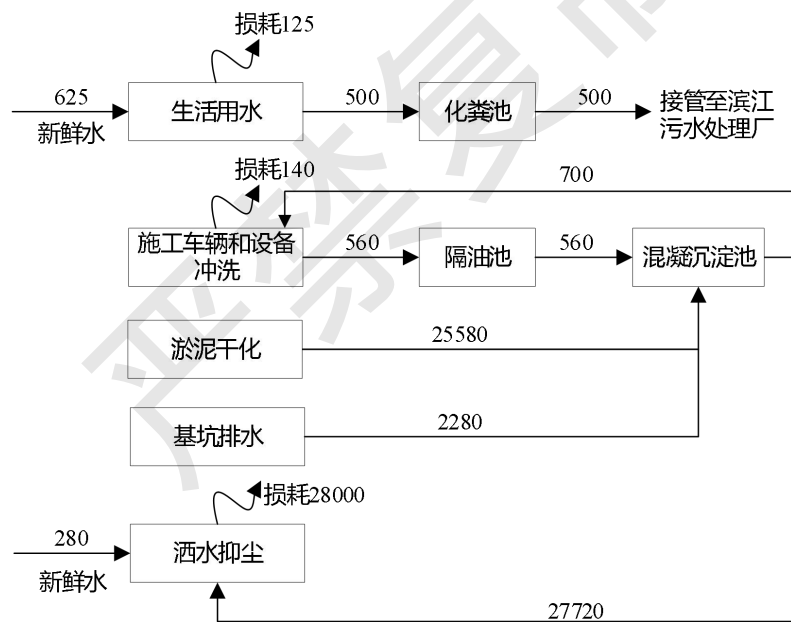 损耗125
625
新鲜水
生活用水
500
化粪池
500
接管至滨江
污水处理厂
损耗140
700
施工车辆和设备
冲洗
560
隔油池
560
混凝沉淀池
淤泥干化
25580
基坑排水
2280
损耗28000
280
新鲜水
洒水抑尘
27720
严禁复制